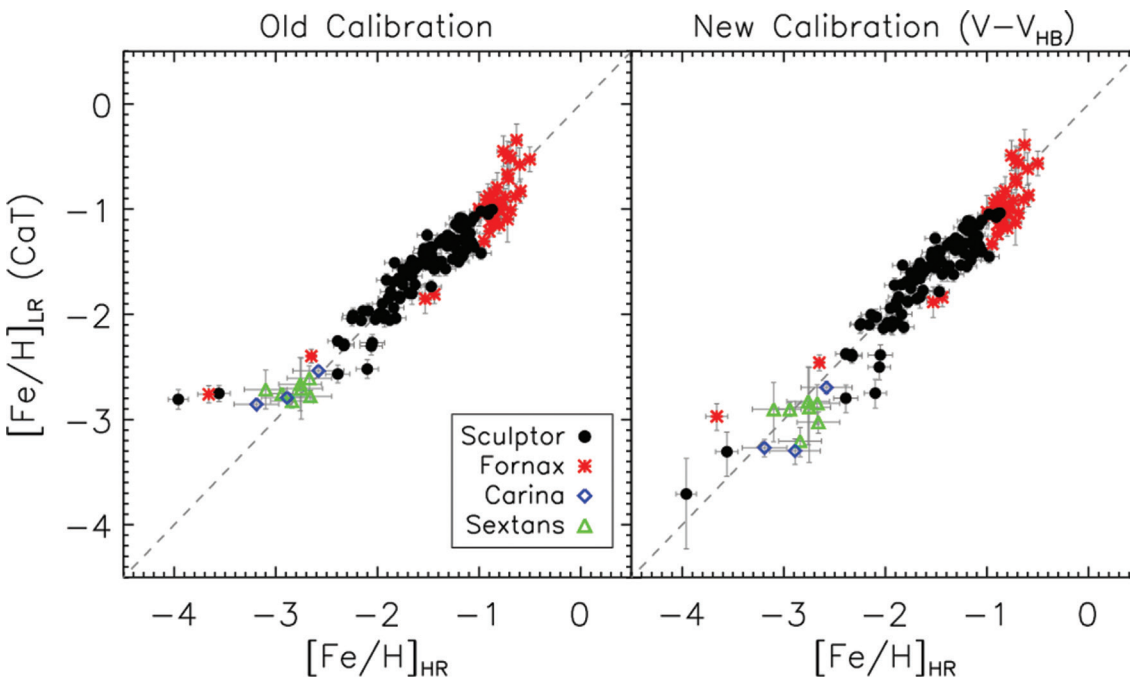 Old Calibration
New Calibration (V−V_HB)
0
−1
−2
−3
−4
[Fe/H]_LR (CaT)
Sculptor
Fornax
Carina
Sextans
−4 −3 −2 −1 0
−4 −3 −2 −1 0
[Fe/H]_HR
[Fe/H]_HR